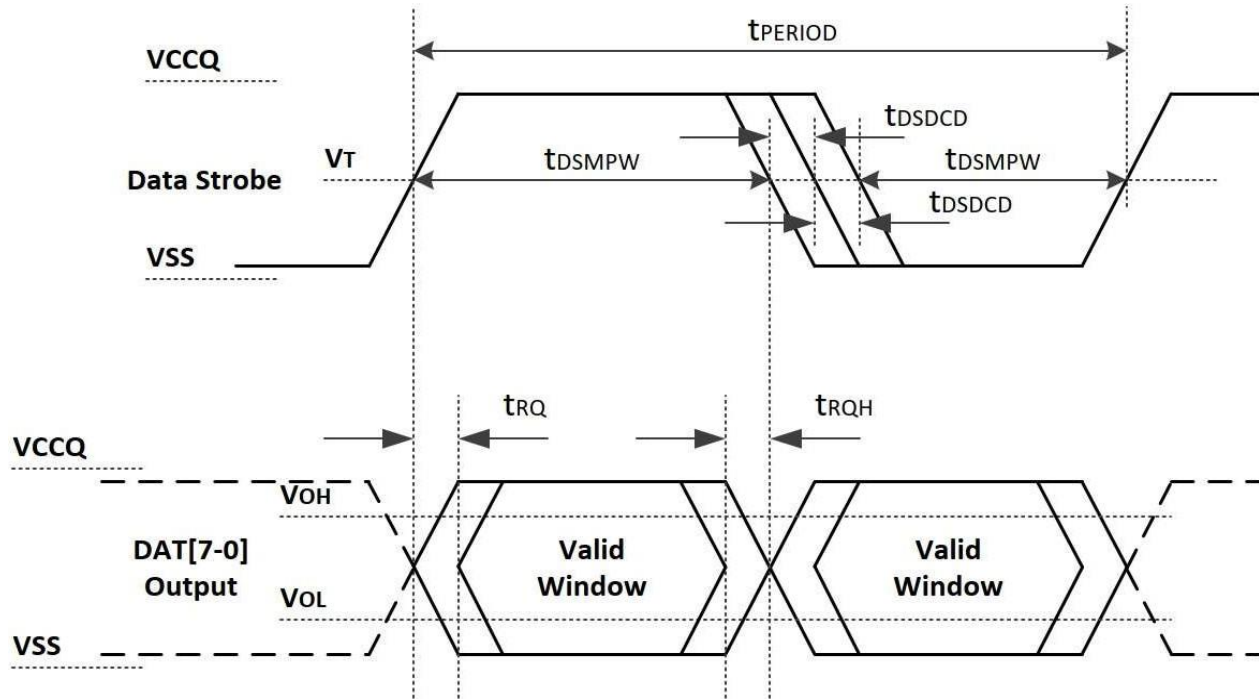 tPERIOD
VCCQ
tDSDCD
VT
tDSMPW
tDSMPW
Data Strobe
tDSDCD
VSS
tRQ
tRQH
VCCQ
VOH
DAT[7-0]
Output
Valid
Window
Valid
Window
VOL
VSS